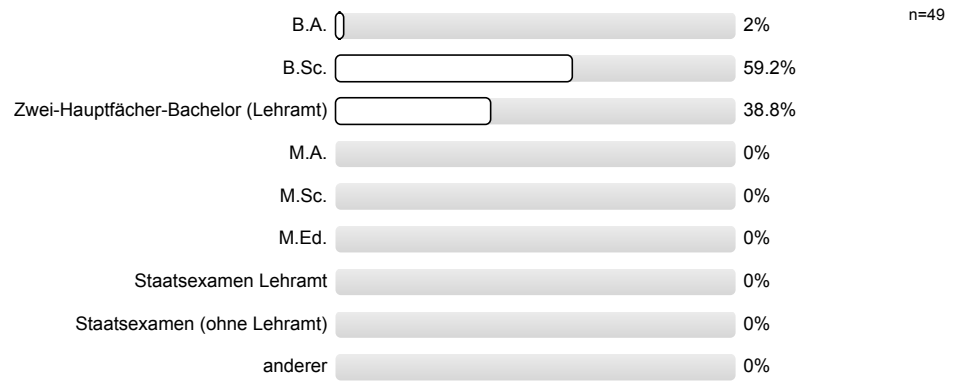 B.A. 2% n=49
B.Sc. 59.2%
Zwei-Hauptfächer-Bachelor (Lehramt) 38.8%
M.A. 0%
M.Sc. 0%
M.Ed. 0%
Staatsexamen Lehramt 0%
Staatsexamen (ohne Lehramt) 0%
anderer 0%